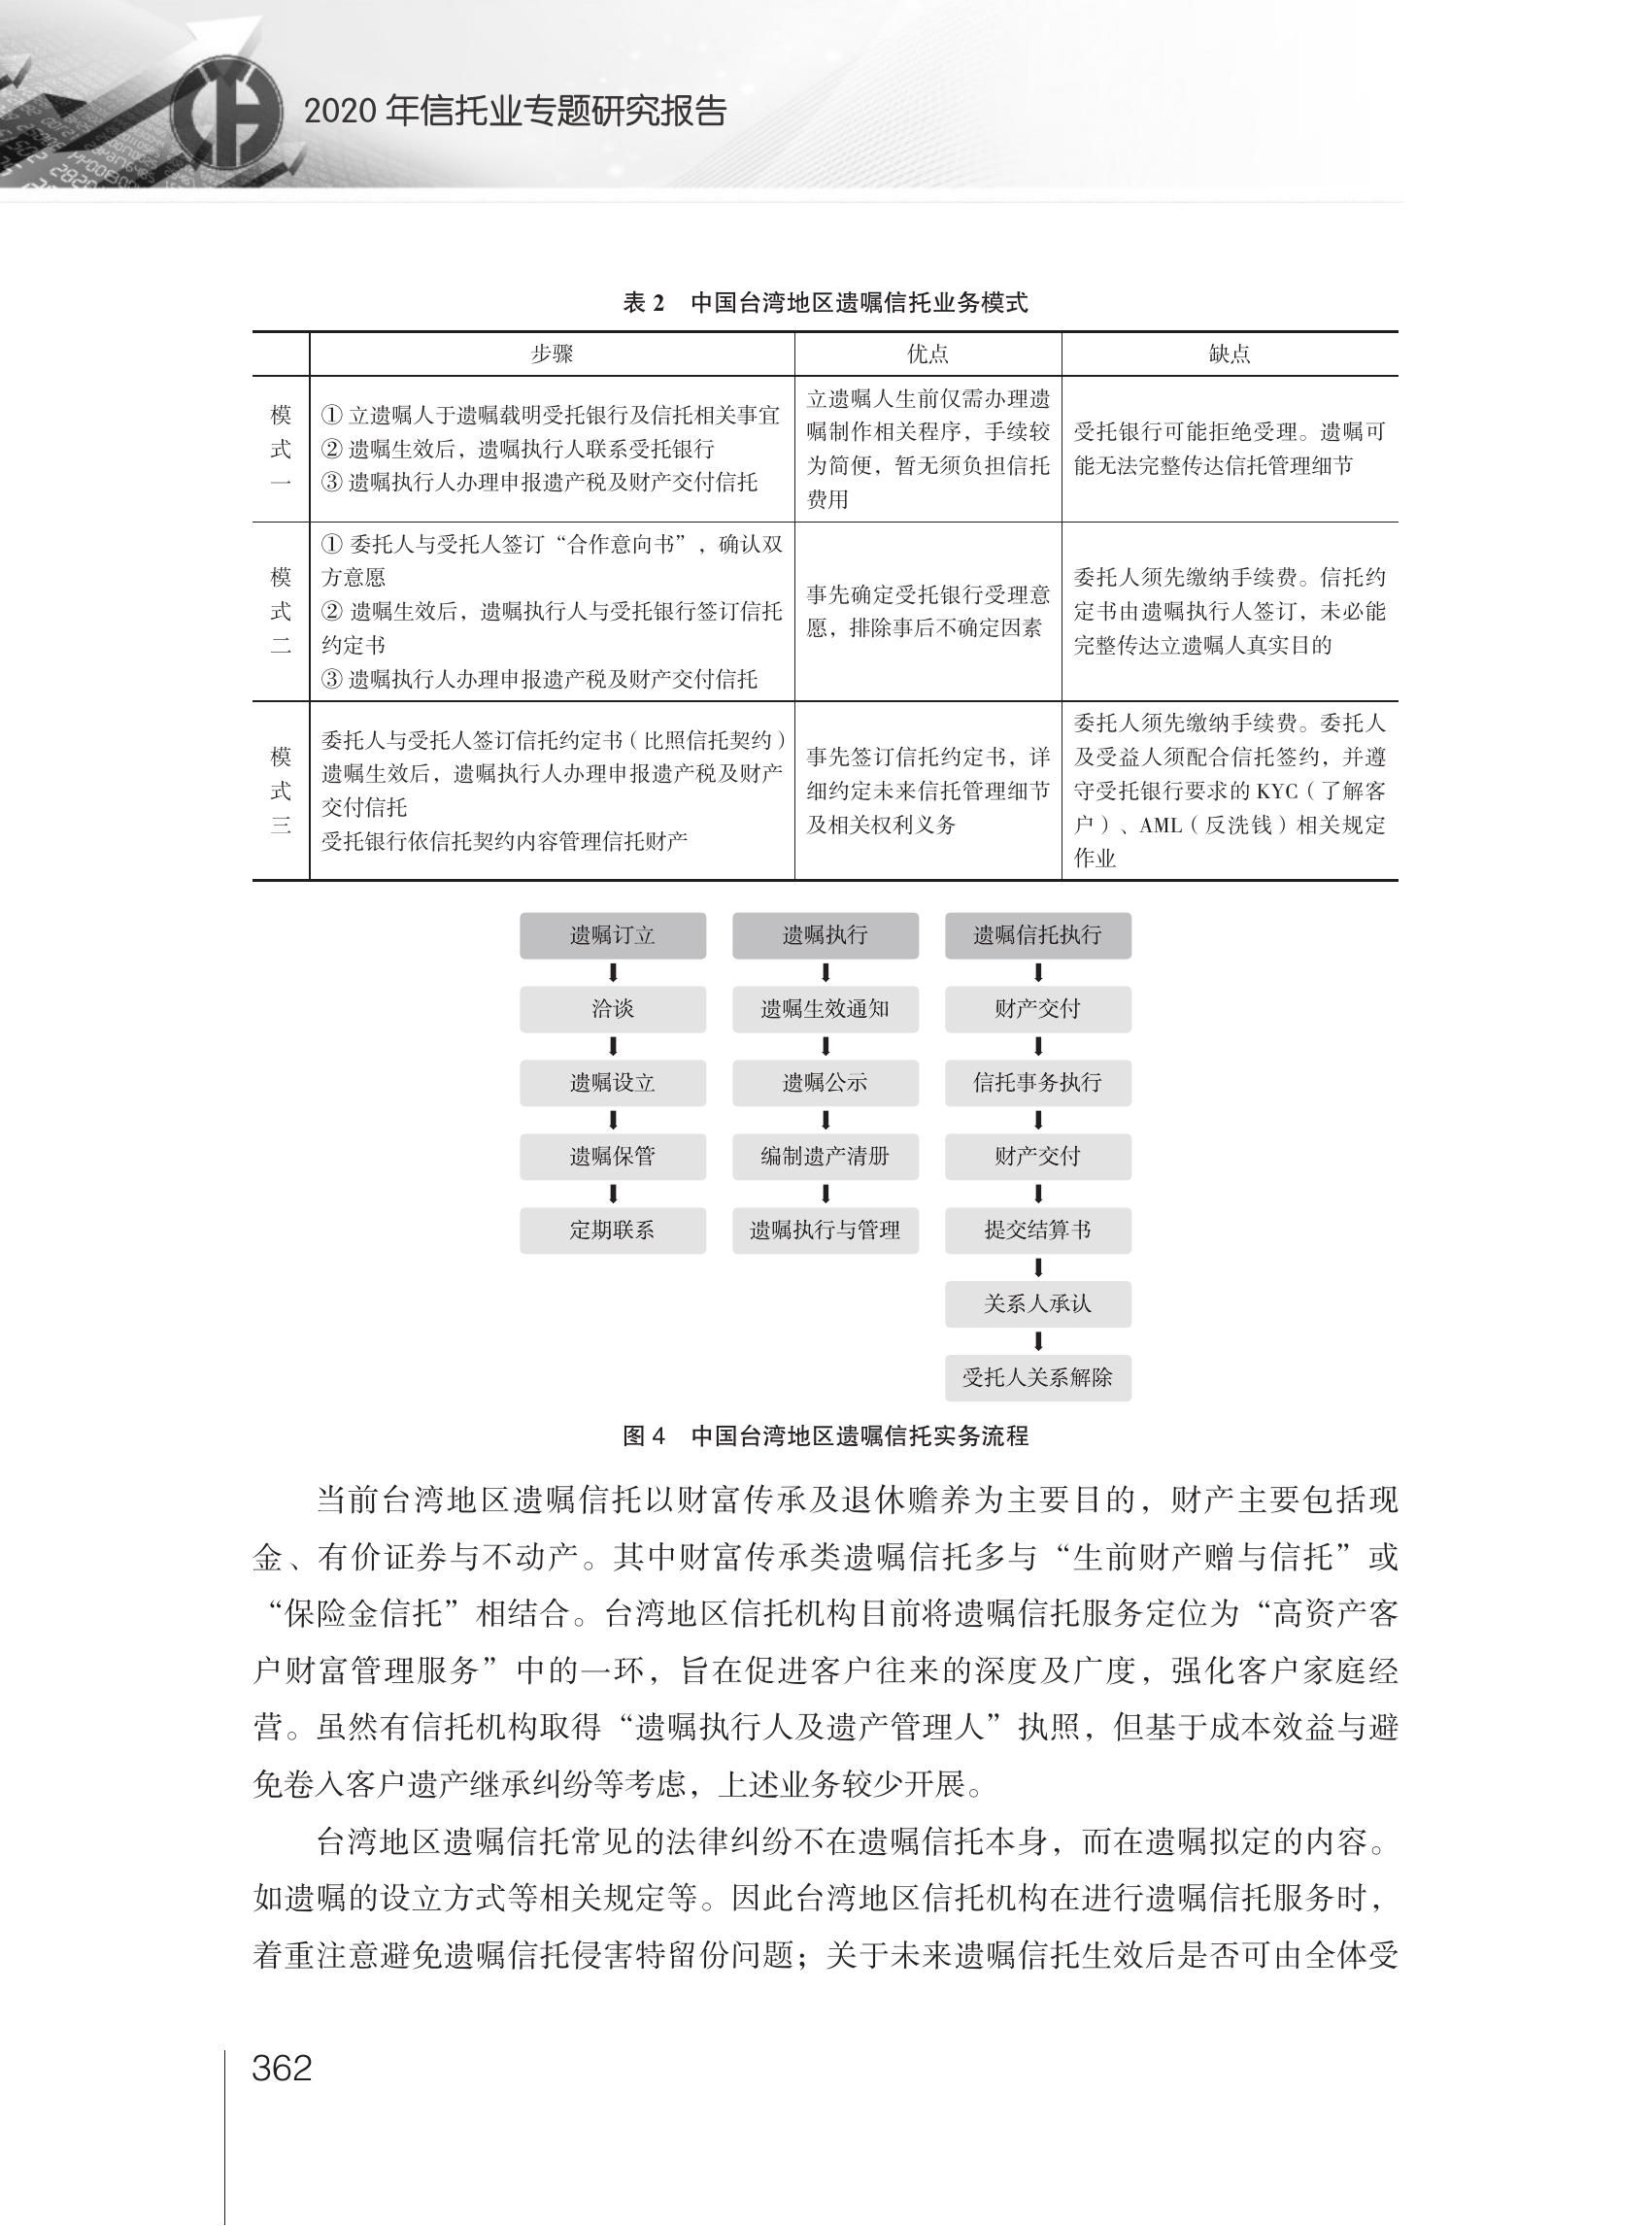 2020 年信托业专题研究报告
表 2 中国台湾地区遗嘱信托业务模式
步骤 优点 缺点
模式一
① 立遗嘱人于遗嘱载明受托银行及信托相关事宜
② 遗嘱生效后，遗嘱执行人联系受托银行
③ 遗嘱执行人办理申报遗产税及财产交付信托
立遗嘱人生前仅需办理遗
嘱制作相关程序，手续较
为简便，暂无须负担信托
费用
受托银行可能拒绝受理。遗嘱可
能无法完整传达信托管理细节
模式二
① 委托人与受托人签订“合作意向书”，确认双
方意愿
② 遗嘱生效后，遗嘱执行人与受托银行签订信托
约定书
③ 遗嘱执行人办理申报遗产税及财产交付信托
事先确定受托银行受理意
愿，排除事后不确定因素
委托人须先缴纳手续费。信托约
定书由遗嘱执行人签订，未必能
完整传达立遗嘱人真实目的
模式三
委托人与受托人签订信托约定书（比照信托契约）
遗嘱生效后，遗嘱执行人办理申报遗产税及财产
交付信托
受托银行依信托契约内容管理信托财产
事先签订信托约定书，详
细约定未来信托管理细节
及相关权利义务
委托人须先缴纳手续费。委托人
及受益人须配合信托签约，并遵
守受托银行要求的 KYC（了解客
户）、AML（反洗钱）相关规定
作业
遗嘱订立
洽谈
遗嘱设立
遗嘱保管
定期联系
遗嘱执行
遗嘱生效通知
遗嘱公示
编制遗产清册
遗嘱执行与管理
遗嘱信托执行
财产交付
信托事务执行
财产交付
提交结算书
关系人承认
受托人关系解除
图 4 中国台湾地区遗嘱信托实务流程
当前台湾地区遗嘱信托以财富传承及退休赡养为主要目的，财产主要包括现
金、有价证券与不动产。其中财富传承类遗嘱信托多与“生前财产赠与信托”或
“保险金信托”相结合。台湾地区信托机构目前将遗嘱信托服务定位为“高资产客
户财富管理服务”中的一环，旨在促进客户往来的深度及广度，强化客户家庭经
营。虽然有信托机构取得“遗嘱执行人及遗产管理人”执照，但基于成本效益与避
免卷入客户遗产继承纠纷等考虑，上述业务较少开展。
台湾地区遗嘱信托常见的法律纠纷不在遗嘱信托本身，而在遗嘱拟定的内容。
如遗嘱的设立方式等相关规定等。因此台湾地区信托机构在进行遗嘱信托服务时，
着重注意避免遗嘱信托侵害特留份问题；关于未来遗嘱信托生效后是否可由全体受
362